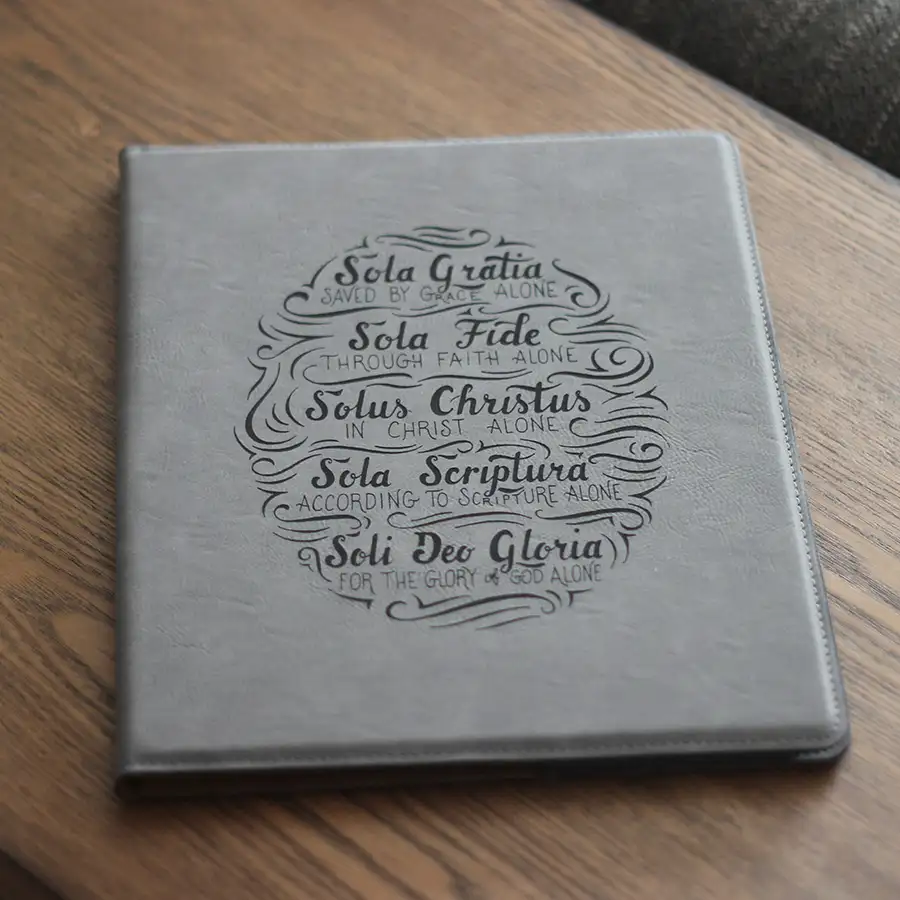 Sola Gratia
SAVED BY GRACE ALONE
Sola Fide
THROUGH FAITH ALONE
Solus Christus
IN CHRIST ALONE
Sola Scriptura
ACCORDING TO SCRIPTURE ALONE
Soli Deo Gloria
FOR THE GLORY of GOD ALONE